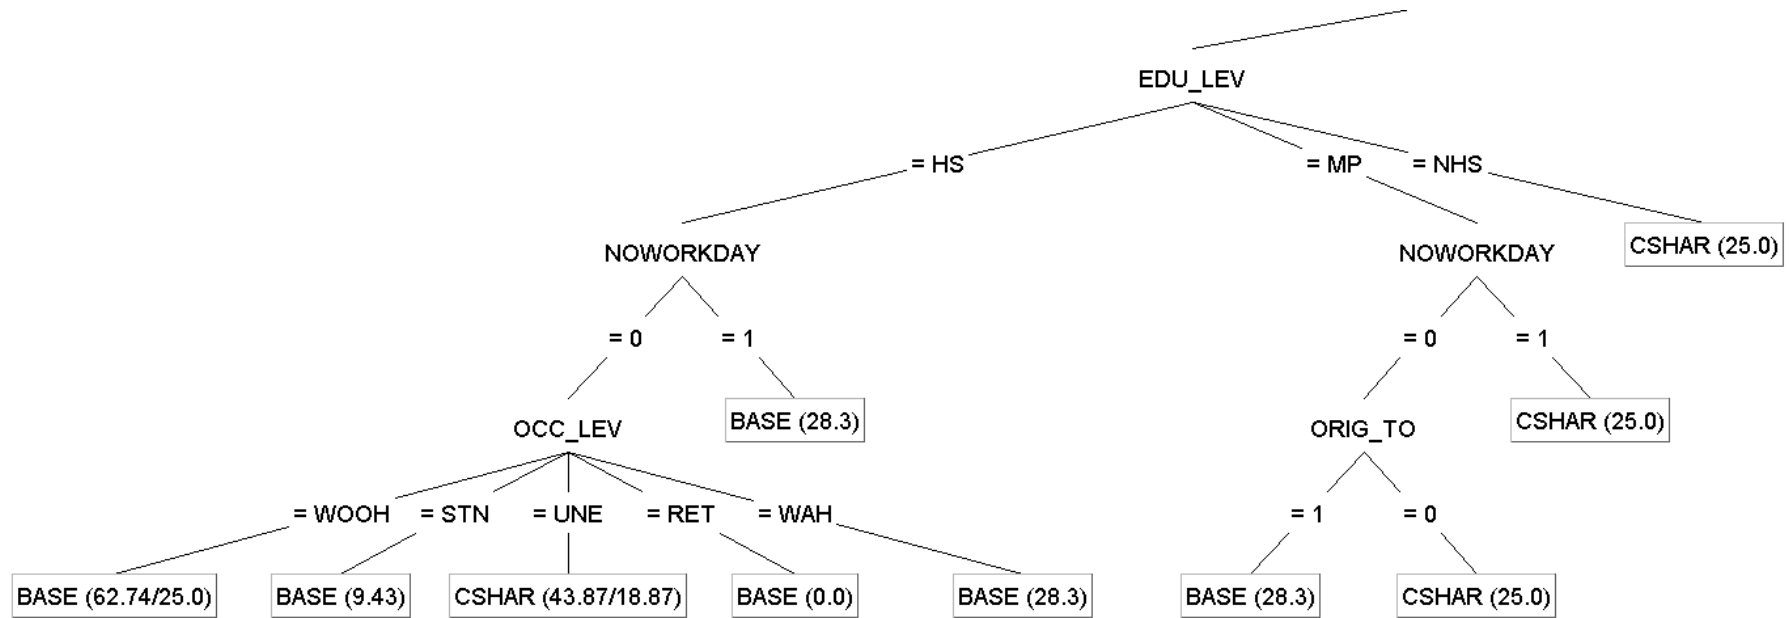 EDU_LEV
= HS
= MP
= NHS
NOWORKDAY
NOWORKDAY
CSHAR (25.0)
= 0
= 1
= 0
= 1
OCC_LEV
BASE (28.3)
ORIG_TO
CSHAR (25.0)
= WOOH
= STN
= UNE
= RET
= WAH
= 1
= 0
BASE (62.74/25.0)
BASE (9.43)
CSHAR (43.87/18.87)
BASE (0.0)
BASE (28.3)
BASE (28.3)
CSHAR (25.0)